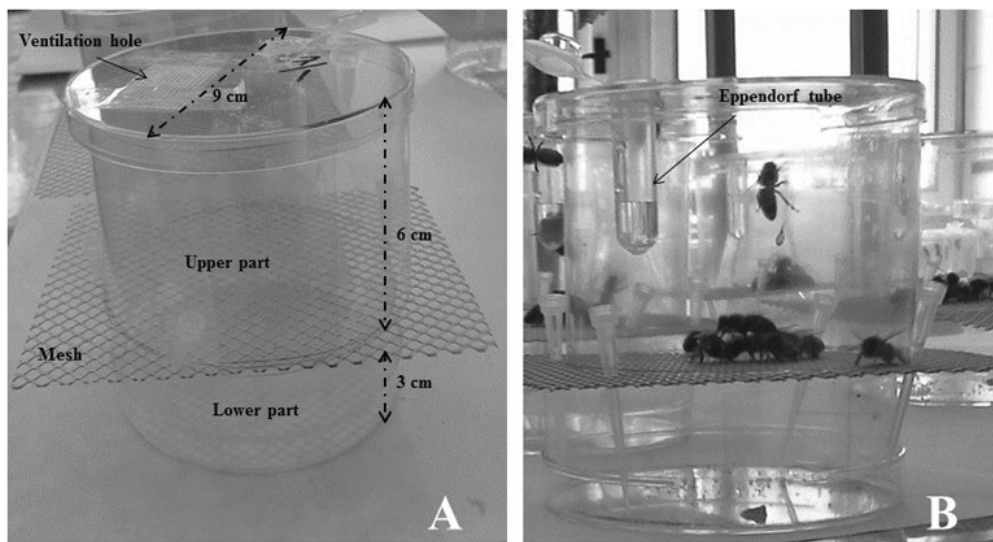 Ventilation hole
9 cm
6 cm
Upper part
Mesh
3 cm
Lower part
A
Eppendorf tube
B